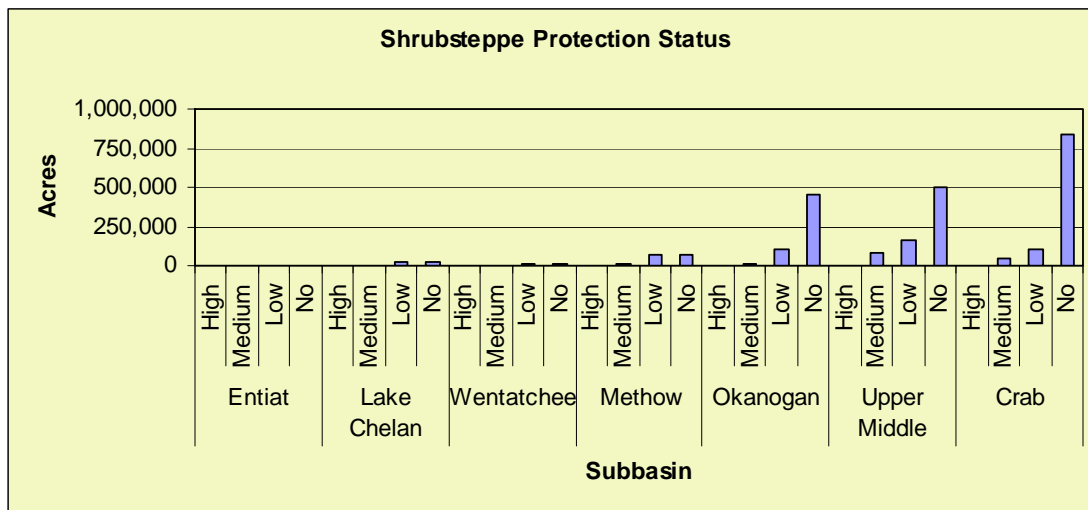 Shrubsteppe Protection Status
Acres
1,000,000
750,000
500,000
250,000
0
High Medium Low No High Medium Low No High Medium Low No High Medium Low No High Medium Low No High Medium Low No High Medium Low No
Entiat Lake Wentatchee Methow Okanogan Upper Crab
Chelan Middle
Subbasin